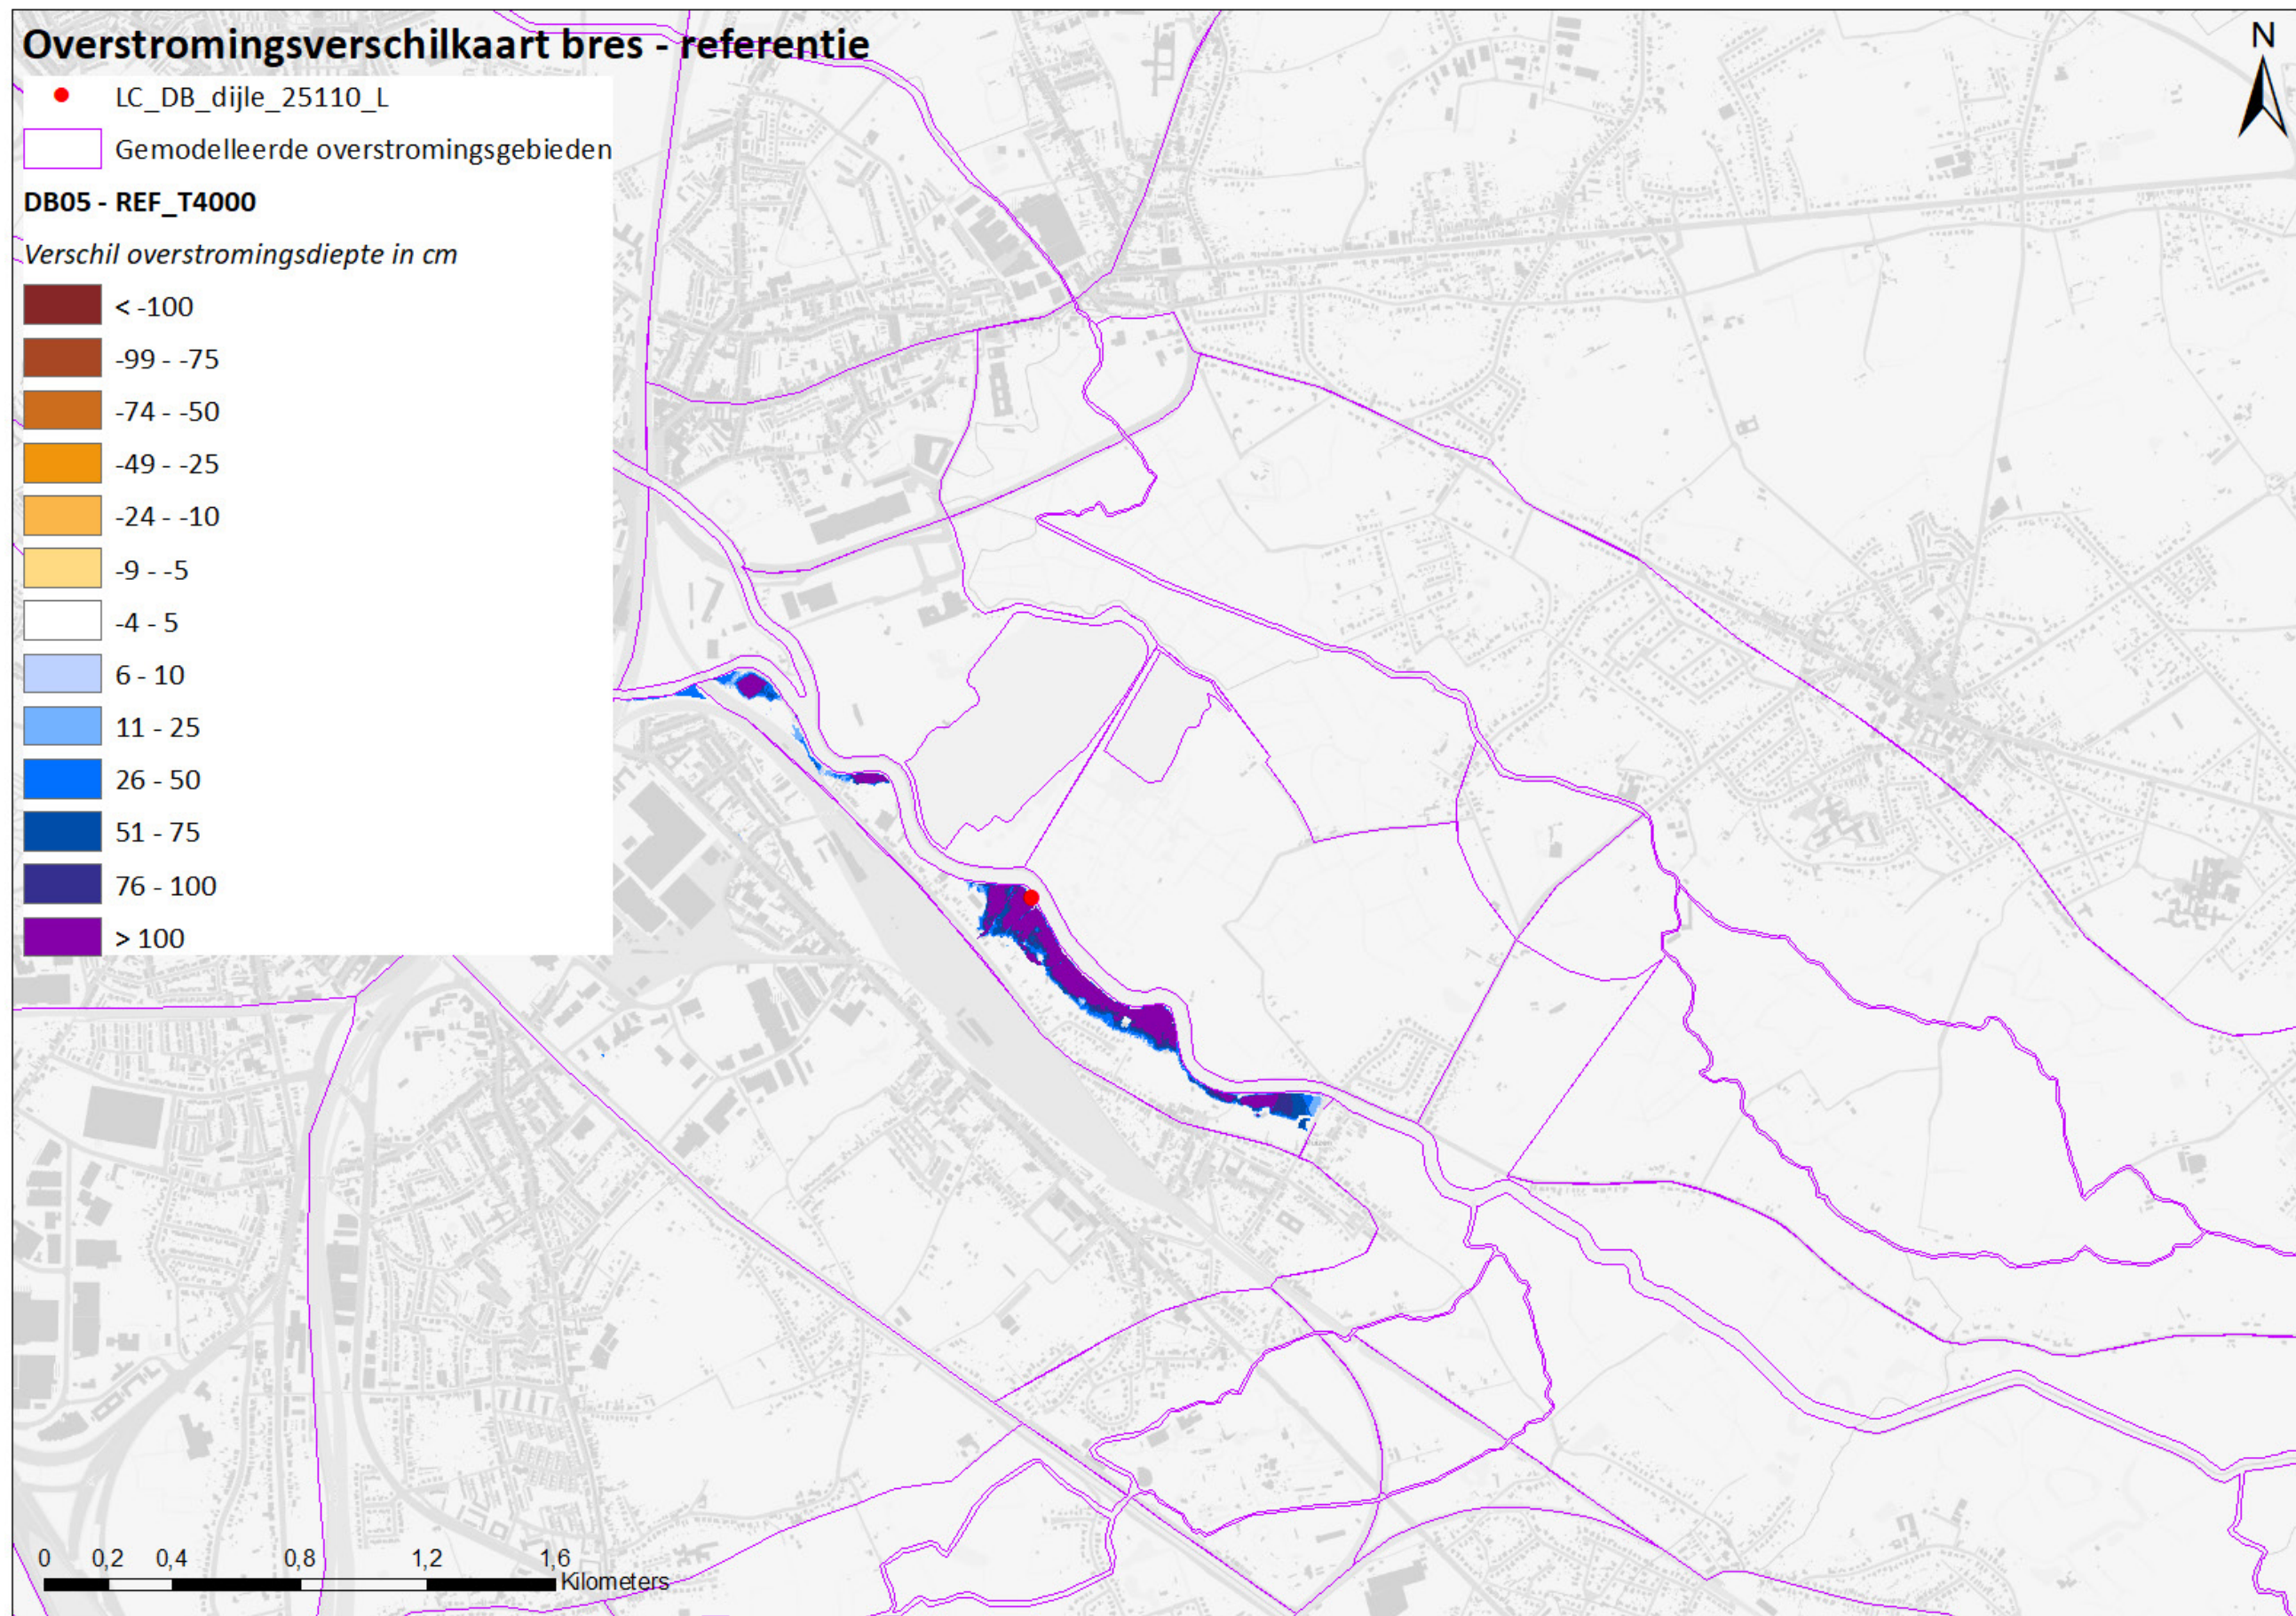 Overstromingsverschilkaart bres - referentie
N
LC_DB_dijle_25110_L
Gemodelleerde overstromingsgebieden
DB05 - REF_T4000
Verschil overstromingsdiepte in cm
< -100
-99 - -75
-74 - -50
-49 - -25
-24 - -10
-9 - -5
-4 - 5
6 - 10
11 - 25
26 - 50
51 - 75
76 - 100
> 100
0 0,2 0,4 0,8 1,2 1,6
Kilometers